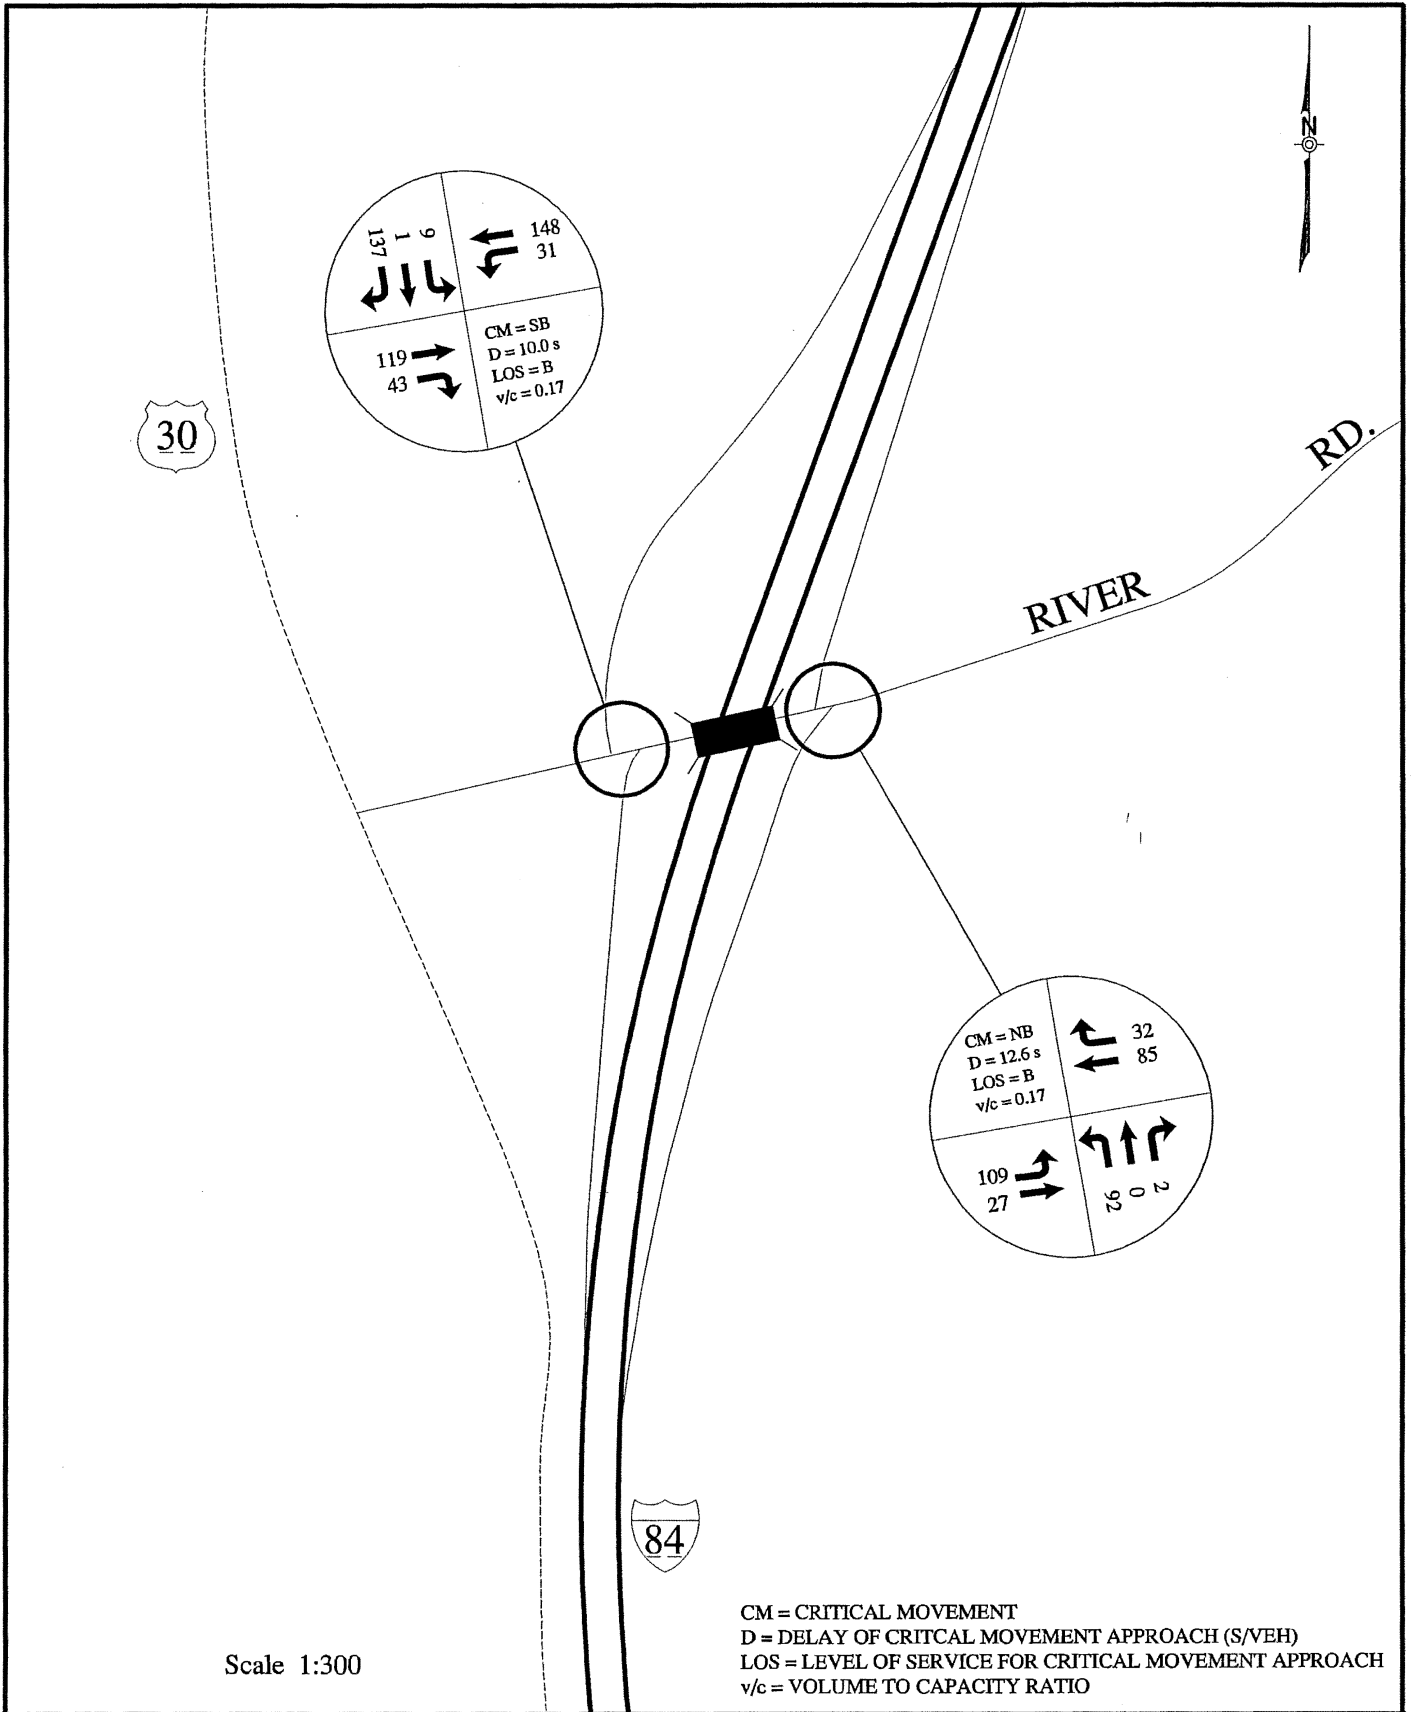 N
137
1
9
148
31
119
43
CM = SB
D = 10.0 s
LOS = B
v/c = 0.17
30
RIVER RD.
CM = NB
D = 12.6 s
LOS = B
v/c = 0.17
32
85
109
27
92
0
2
84
Scale 1:300
CM = CRITICAL MOVEMENT
D = DELAY OF CRITCAL MOVEMENT APPROACH (S/VEH)
LOS = LEVEL OF SERVICE FOR CRITICAL MOVEMENT APPROACH
v/c = VOLUME TO CAPACITY RATIO